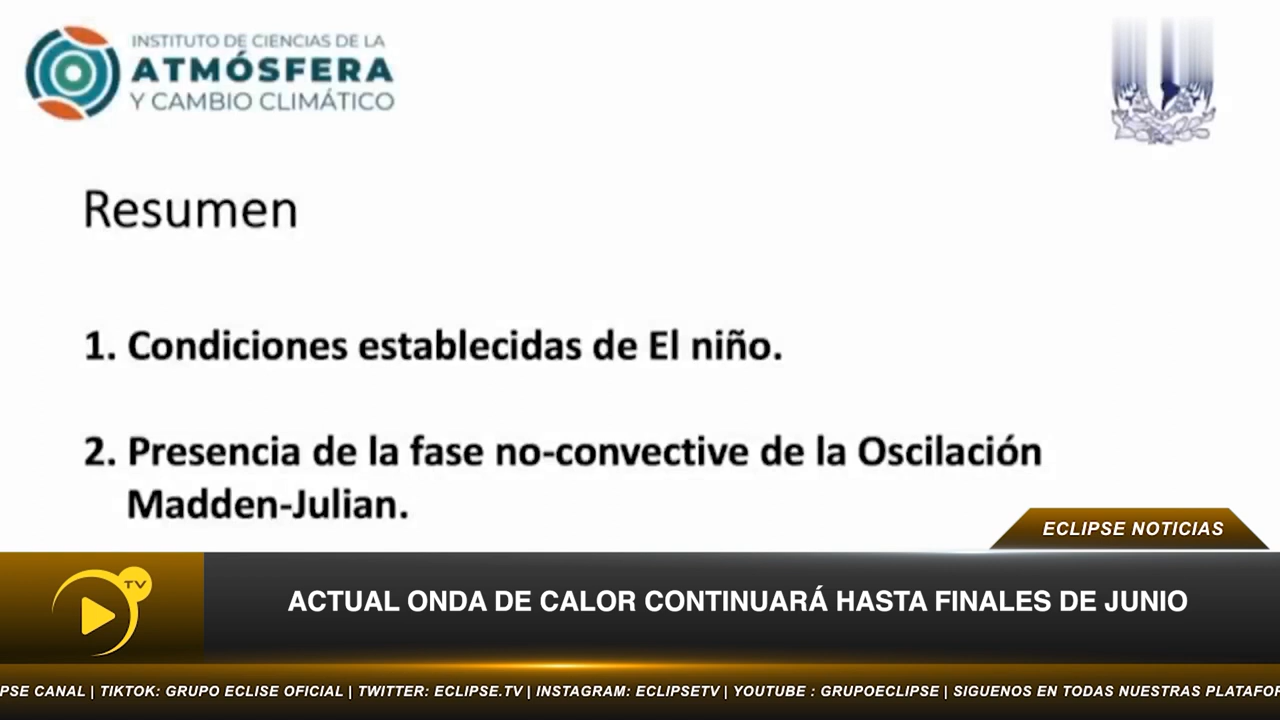 INSTITUTO DE CIENCIAS DE LA
ATMÓSFERA
Y CAMBIO CLIMÁTICO
Resumen
1. Condiciones establecidas de El niño.
2. Presencia de la fase no-convective de la Oscilación
Madden-Julian.
ECLIPSE NOTICIAS
TV
ACTUAL ONDA DE CALOR CONTINUARÁ HASTA FINALES DE JUNIO
PSE CANAL | TIKTOK: GRUPO ECLISE OFICIAL | TWITTER: ECLIPSE.TV | INSTAGRAM: ECLIPSETV | YOUTUBE : GRUPOECLIPSE | SIGUENOS EN TODAS NUESTRAS PLATAFOR